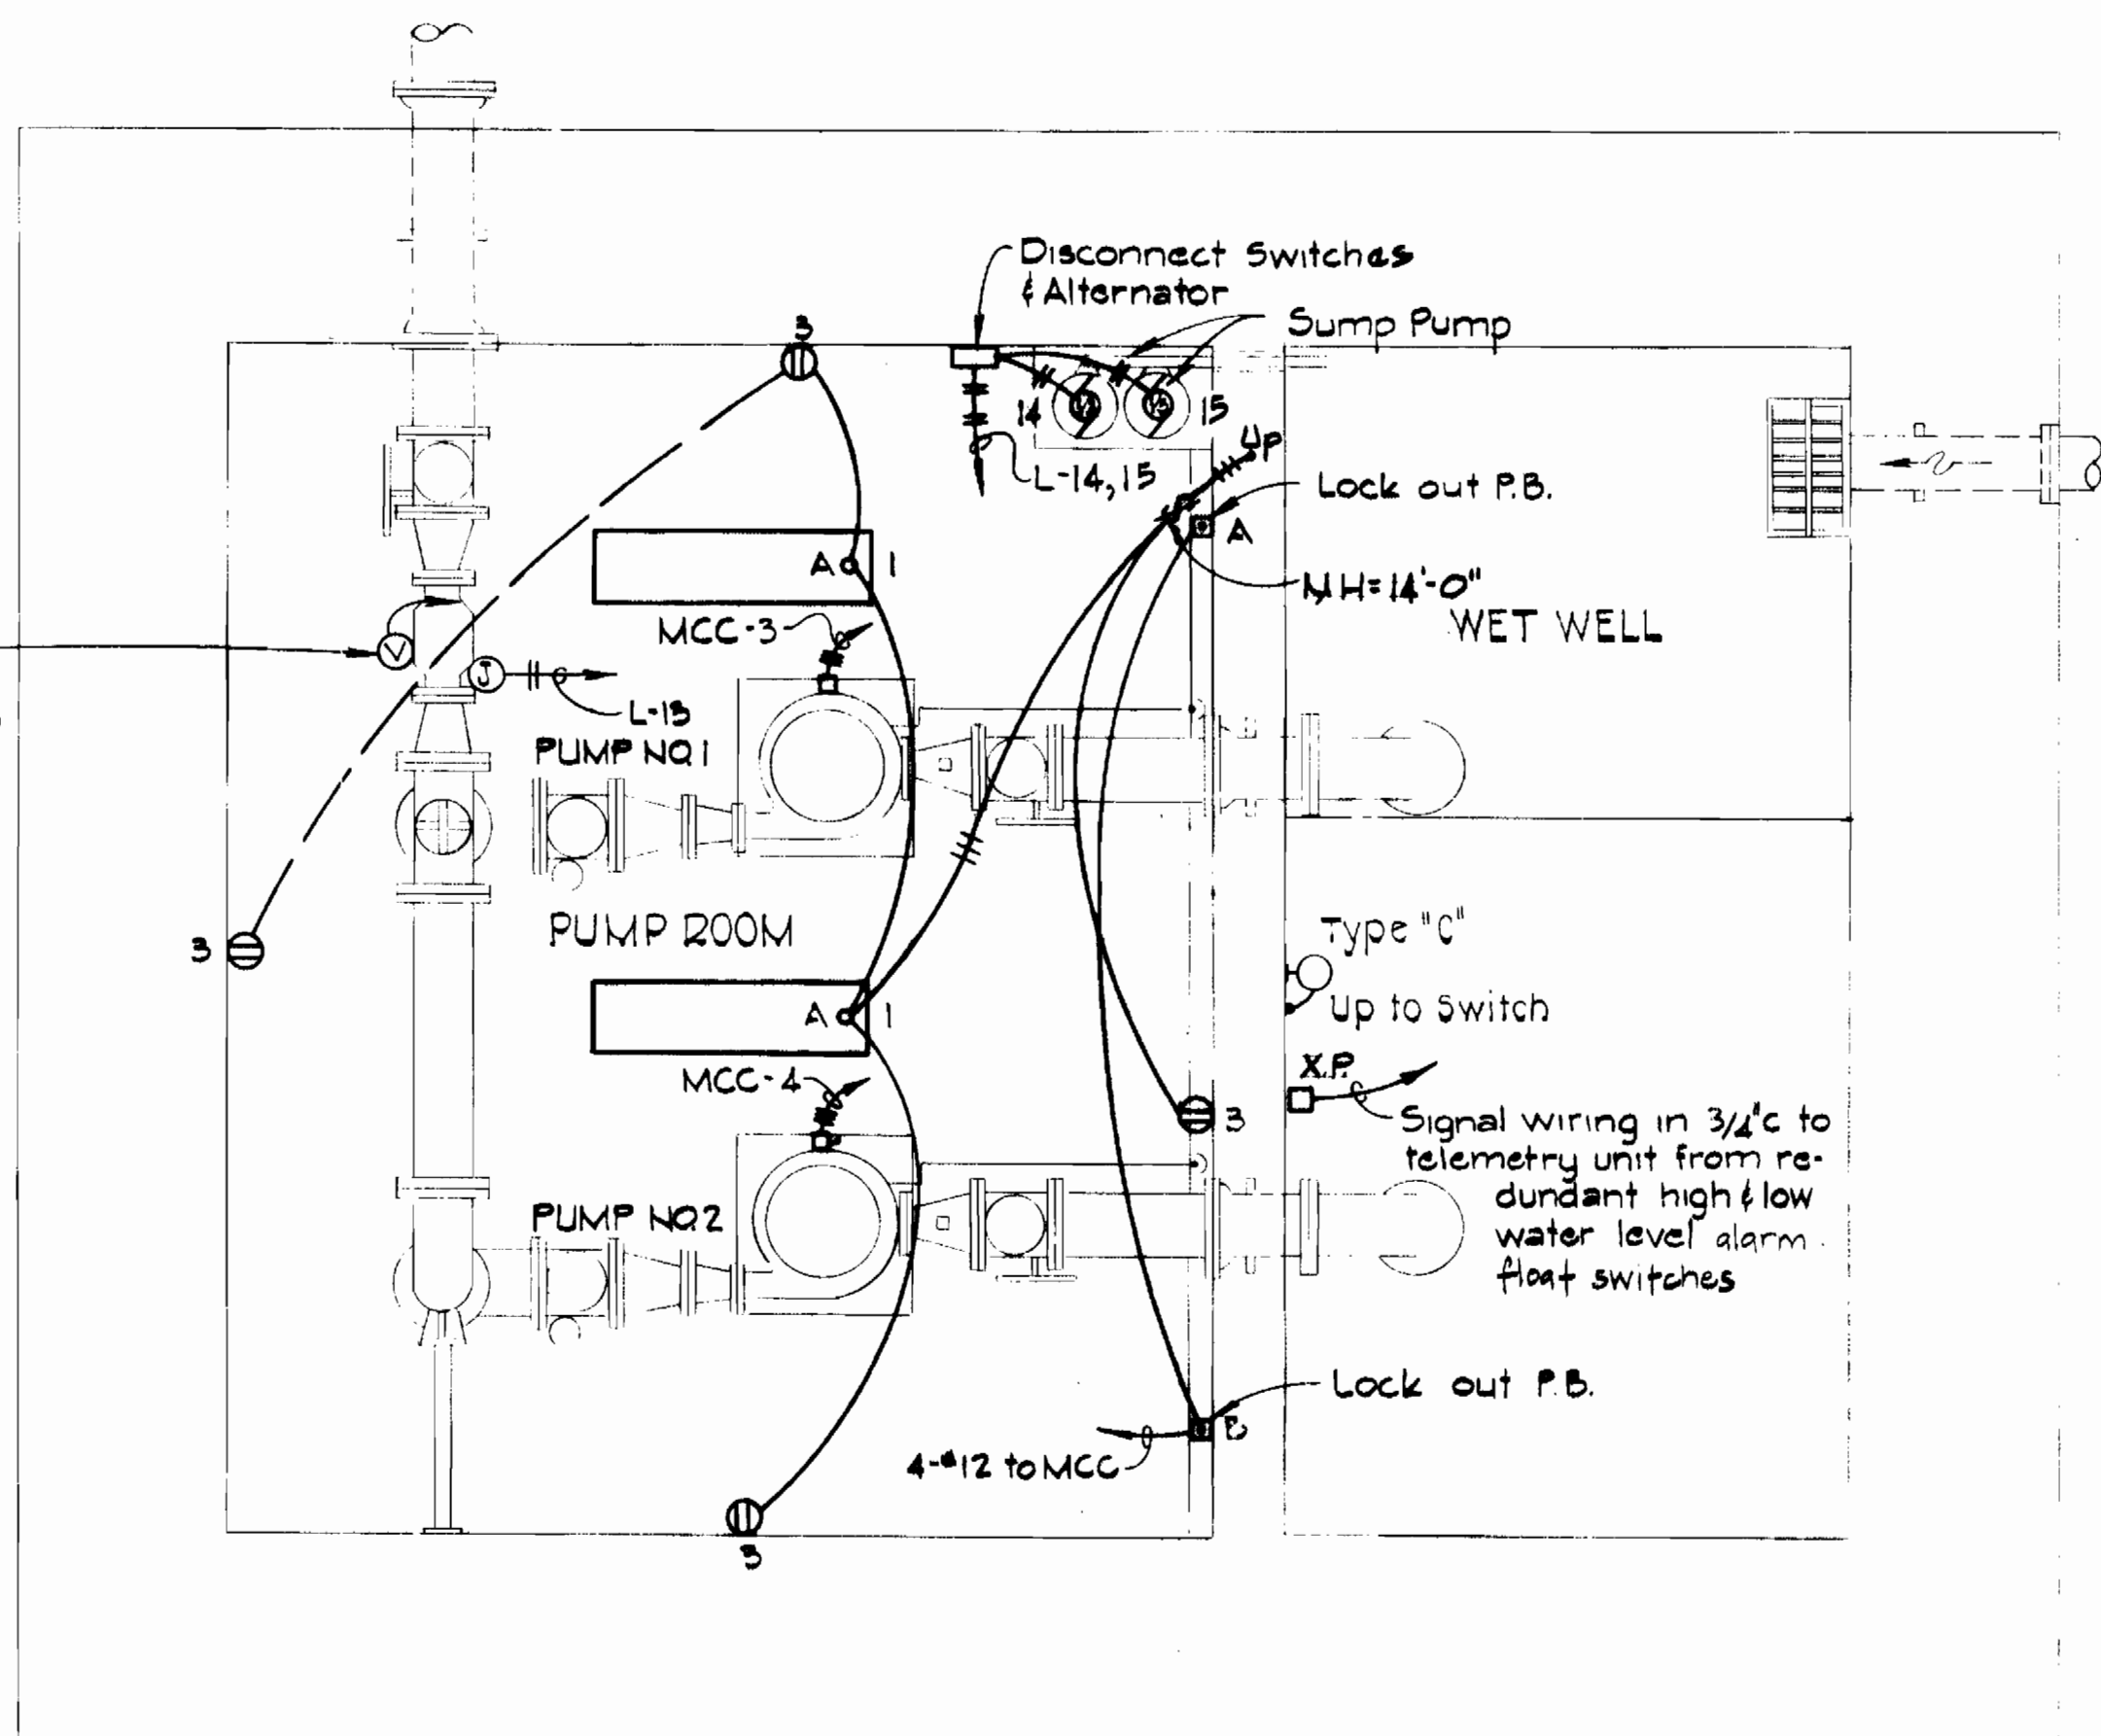 Disconnect Switches
& Alternator
Sump Pump
3
14
15
UP
L-14, 15
Lock out P.B.
A
A
1
MH=14'-0"
WET WELL
MCC-3
V
J
L-13
PUMP NO.1
PUMP ROOM
Type "C"
3
Up to Switch
A
1
X.P.
MCC-4
3
Signal wiring in 3/4"c to
telemetry unit from re-
dundant high & low
water level alarm
float switches
PUMP NO.2
Lock out P.B.
B
4-#12 to MCC
3